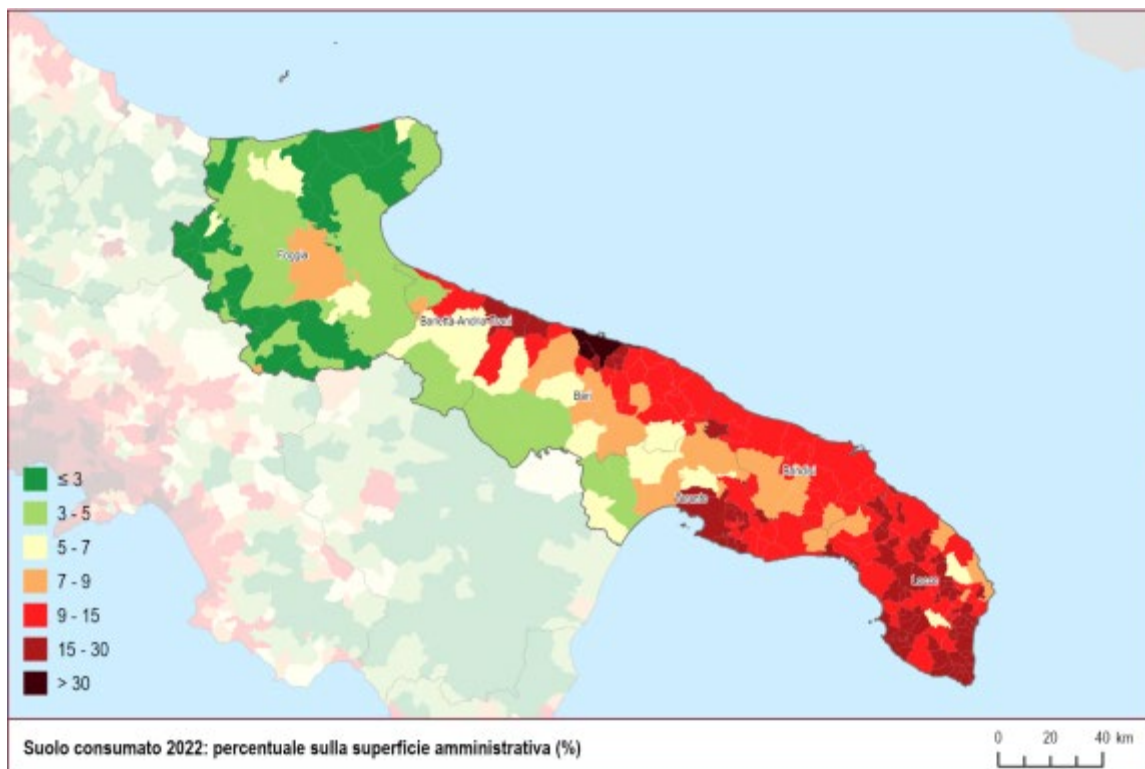 Foggia
Barletta-Andria-Trani
Bari
Brindisi
Taranto
Lecce
≤ 3
3 - 5
5 - 7
7 - 9
9 - 15
15 - 30
> 30
Suolo consumato 2022: percentuale sulla superficie amministrativa (%)
0 20 40 km